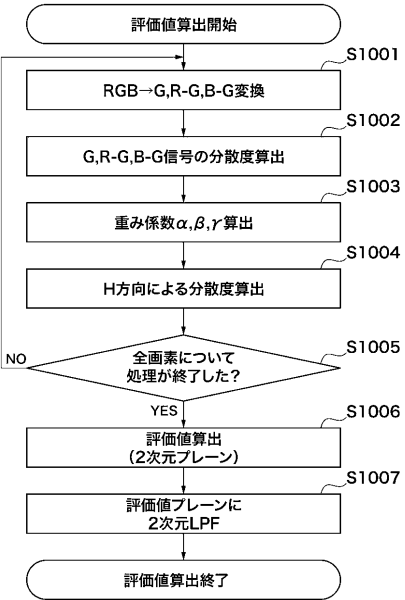 評価値算出開始
S1001
RGB→G,R-G,B-G変換
S1002
G,R-G,B-G信号の分散度算出
S1003
重み係数α,β,γ算出
S1004
H方向による分散度算出
S1005
全画素について
処理が終了した?
NO
YES
S1006
評価値算出
(2次元プレーン)
S1007
評価値プレーンに
2次元LPF
評価値算出終了